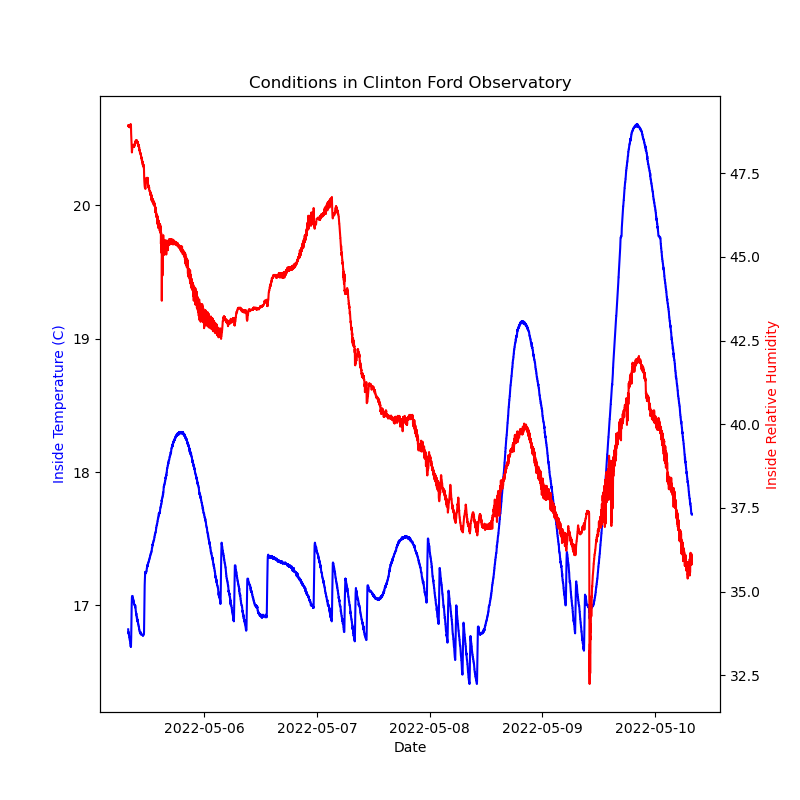 Conditions in Clinton Ford Observatory
Inside Temperature (C)
20
19
18
17
47.5
45.0
42.5
40.0
37.5
35.0
32.5
Inside Relative Humidity
2022-05-06 2022-05-07 2022-05-08 2022-05-09 2022-05-10
Date